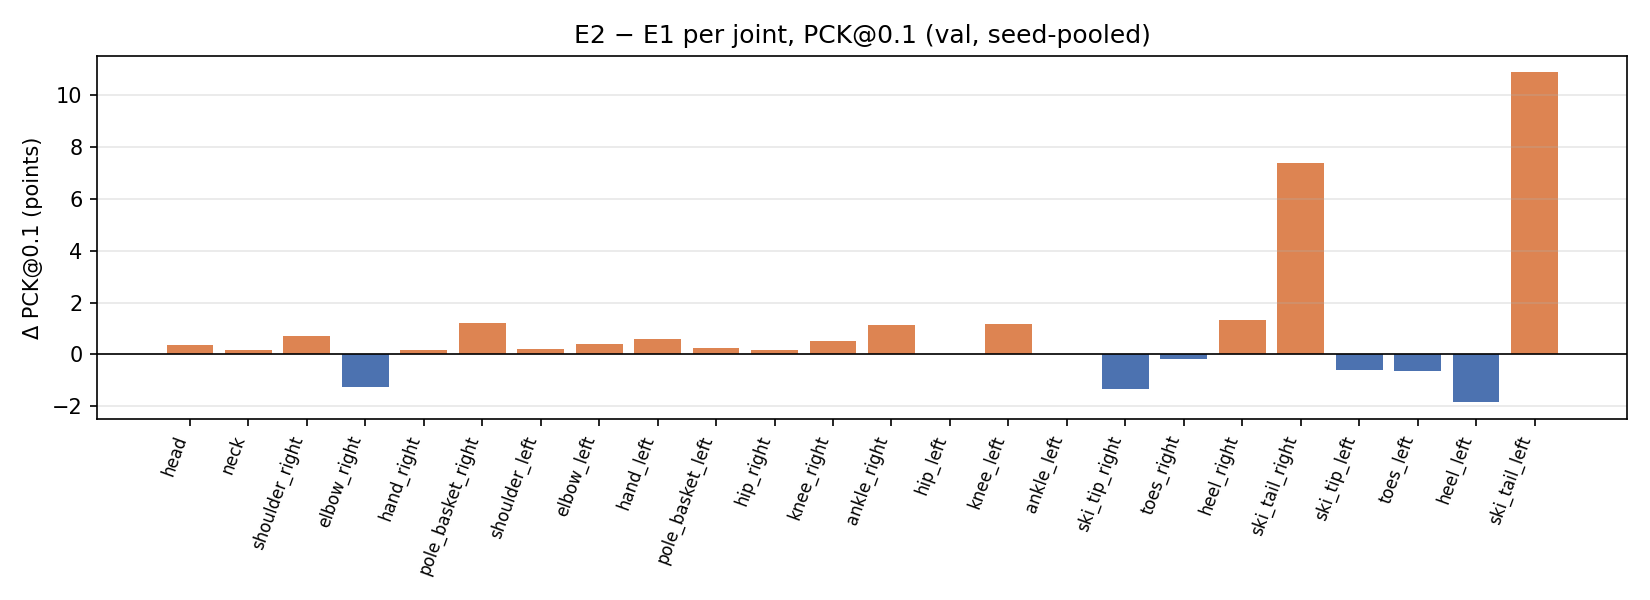 E2 − E1 per joint, PCK@0.1 (val, seed-pooled)
Δ PCK@0.1 (points)
10
8
6
4
2
0
−2
head
neck
shoulder_right
elbow_right
hand_right
pole_basket_right
shoulder_left
elbow_left
hand_left
pole_basket_left
hip_right
knee_right
ankle_right
hip_left
knee_left
ankle_left
ski_tip_right
toes_right
heel_right
ski_tail_right
ski_tip_left
toes_left
heel_left
ski_tail_left